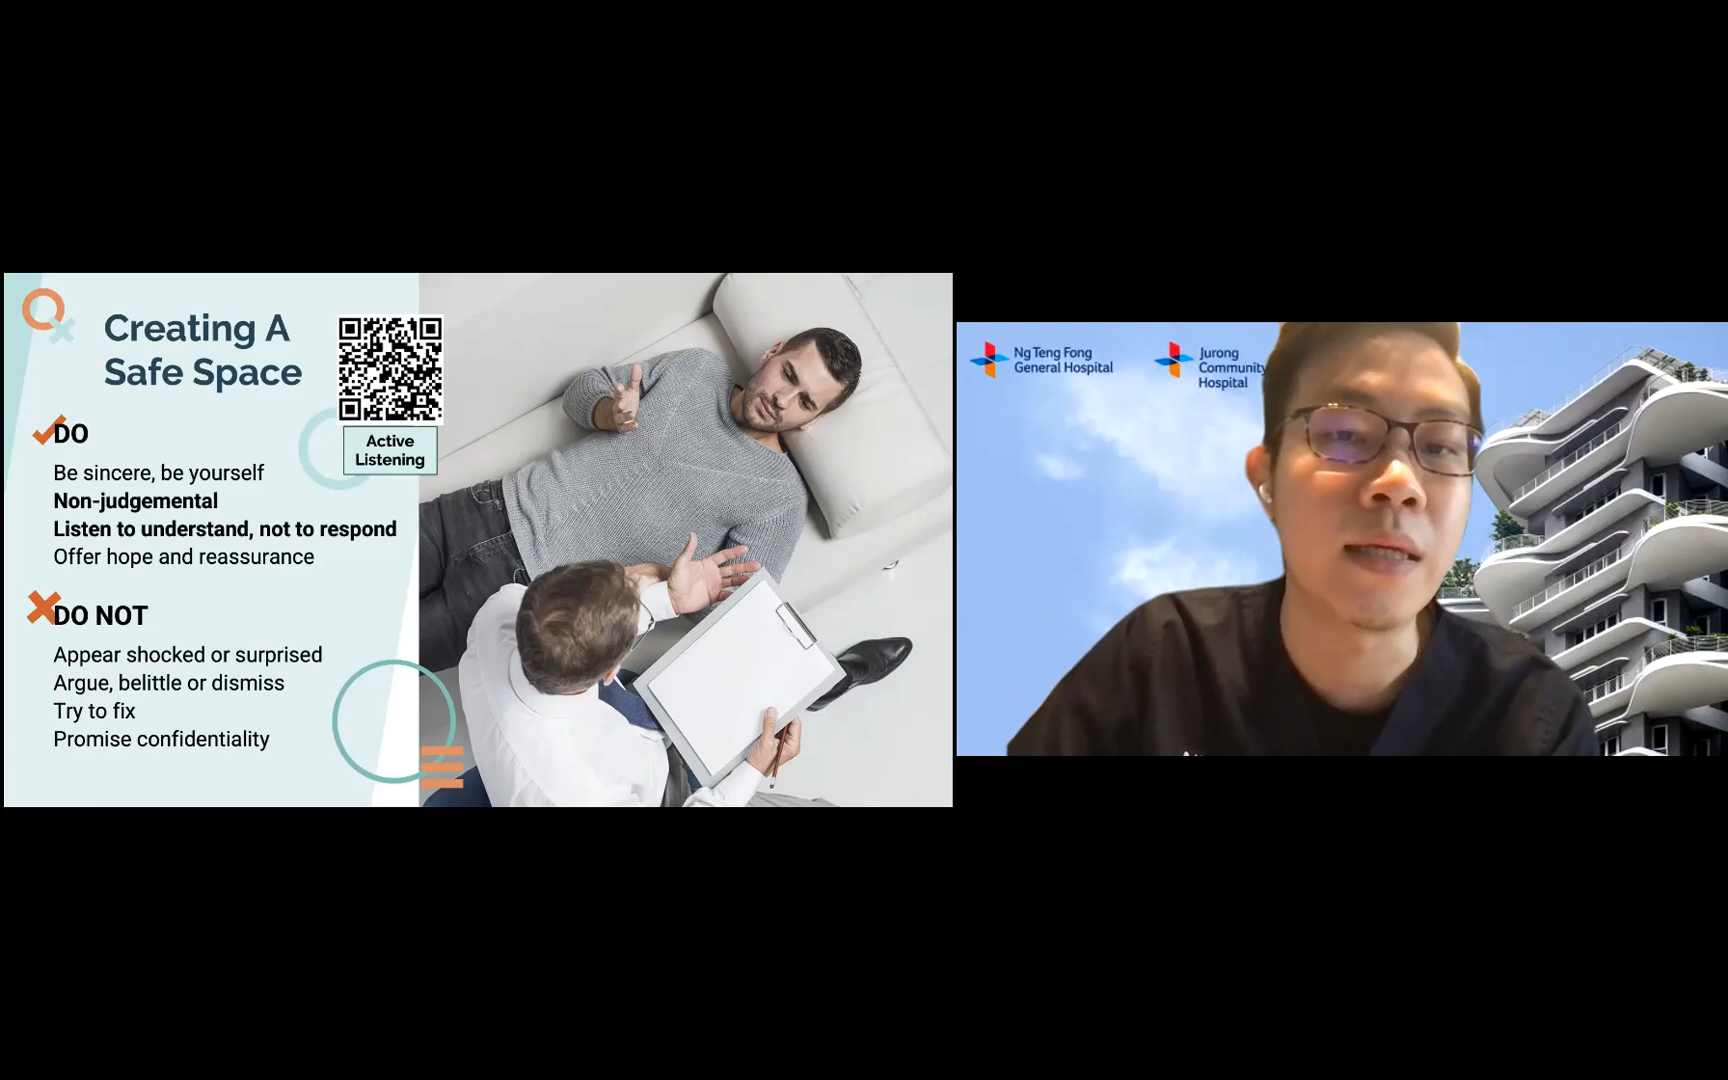 Creating A
Safe Space
Active
Listening
DO
Be sincere, be yourself
Non-judgemental
Listen to understand, not to respond
Offer hope and reassurance
DO NOT
Appear shocked or surprised
Argue, belittle or dismiss
Try to fix
Promise confidentiality
Ng Teng Fong
General Hospital
Jurong
Community
Hospital